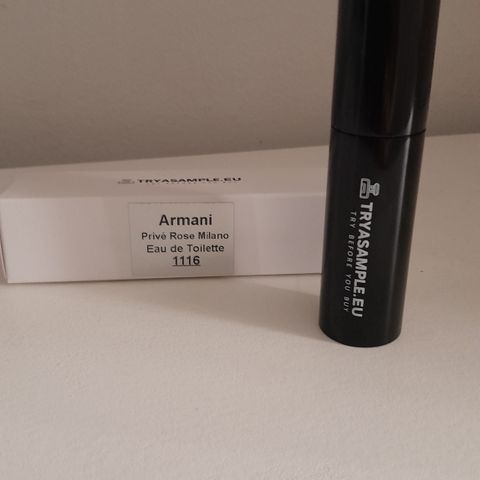 TRYASAMPLE.EU
Armani
Privé Rose Milano
Eau de Toilette
1116
TRYASAMPLE.EU
TRY BEFORE YOU BUY